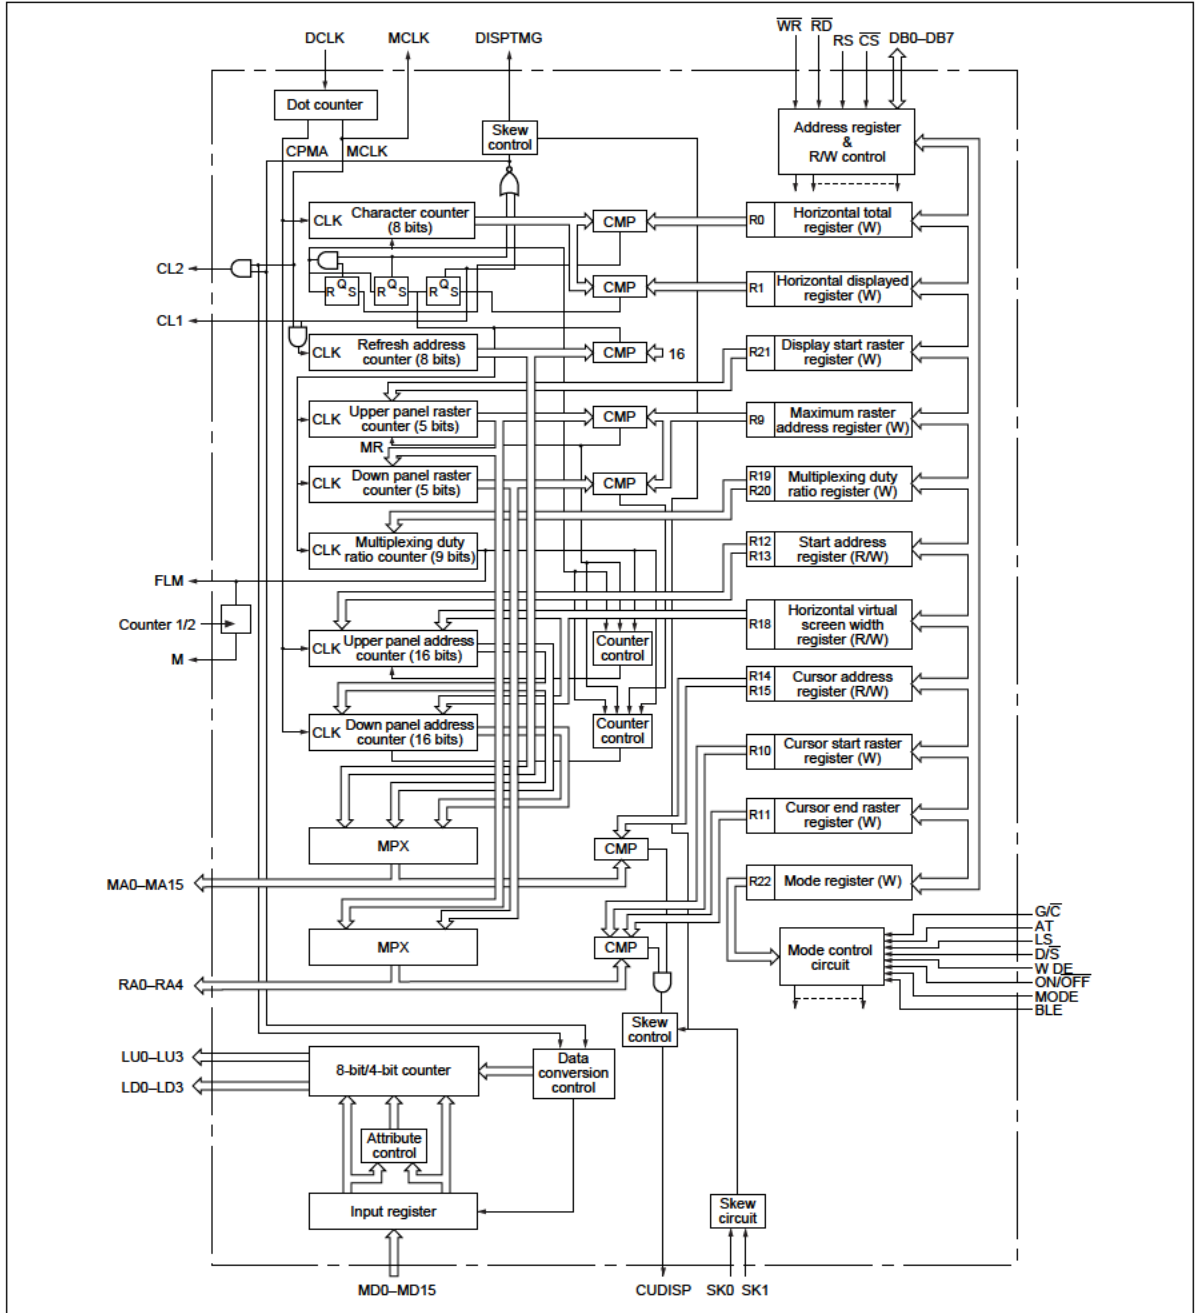 DCLK MCLK DISPTMG W̅R̅ R̅D̅ RS C̅S̅ DB0–DB7
Dot counter
Skew
control
Address register
&
R/W control
CPMA MCLK
CLK Character counter
(8 bits)
CMP
R0 Horizontal total
register (W)
CL2
R Q S R Q S R Q S
CMP
R1 Horizontal displayed
register (W)
CL1
CLK Refresh address
counter (8 bits)
CMP 16
R21 Display start raster
register (W)
CLK Upper panel raster
counter (5 bits)
CMP
R9 Maximum raster
address register (W)
MR
CLK Down panel raster
counter (5 bits)
CMP
R19
R20
Multiplexing duty
ratio register (W)
CLK Multiplexing duty
ratio counter (9 bits)
R12
R13
Start address
register (R/W)
FLM
Counter 1/2
M
R18 Horizontal virtual
screen width
register (R/W)
CLK Upper panel address
counter (16 bits)
Counter
control
R14
R15
Cursor address
register (R/W)
CLK Down panel address
counter (16 bits)
Counter
control
R10 Cursor start raster
register (W)
R11 Cursor end raster
register (W)
MPX
CMP
MA0–MA15
R22 Mode register (W)
MPX
CMP
Mode control
circuit
G/C̅
AT
LS
D/S̅
W DE
ON/O̅F̅F̅
MODE
BLE
RA0–RA4
Skew
control
LU0–LU3
LD0–LD3
8-bit/4-bit counter
Data
conversion
control
Attribute
control
Input register
Skew
circuit
MD0–MD15 CUDISP SK0 SK1